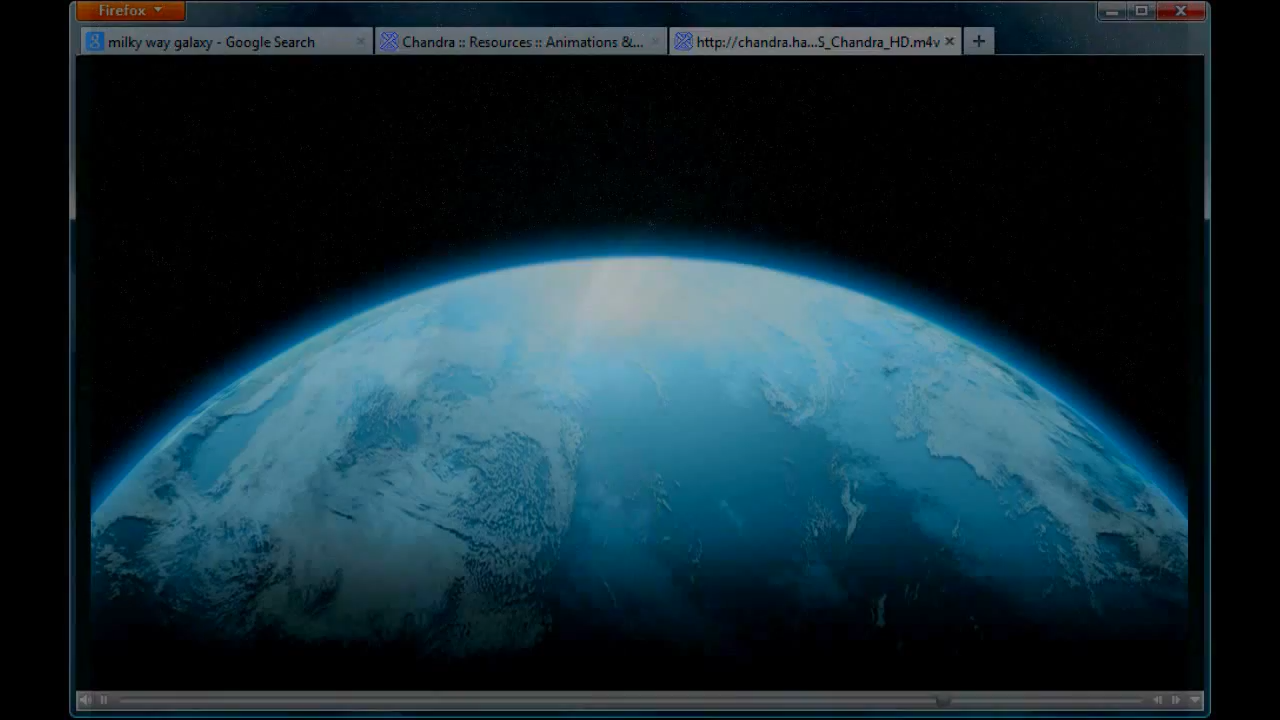 Firefox
milky way galaxy - Google Search
Chandra :: Resources :: Animations &...
http://chandra.ha...S_Chandra_HD.m4v